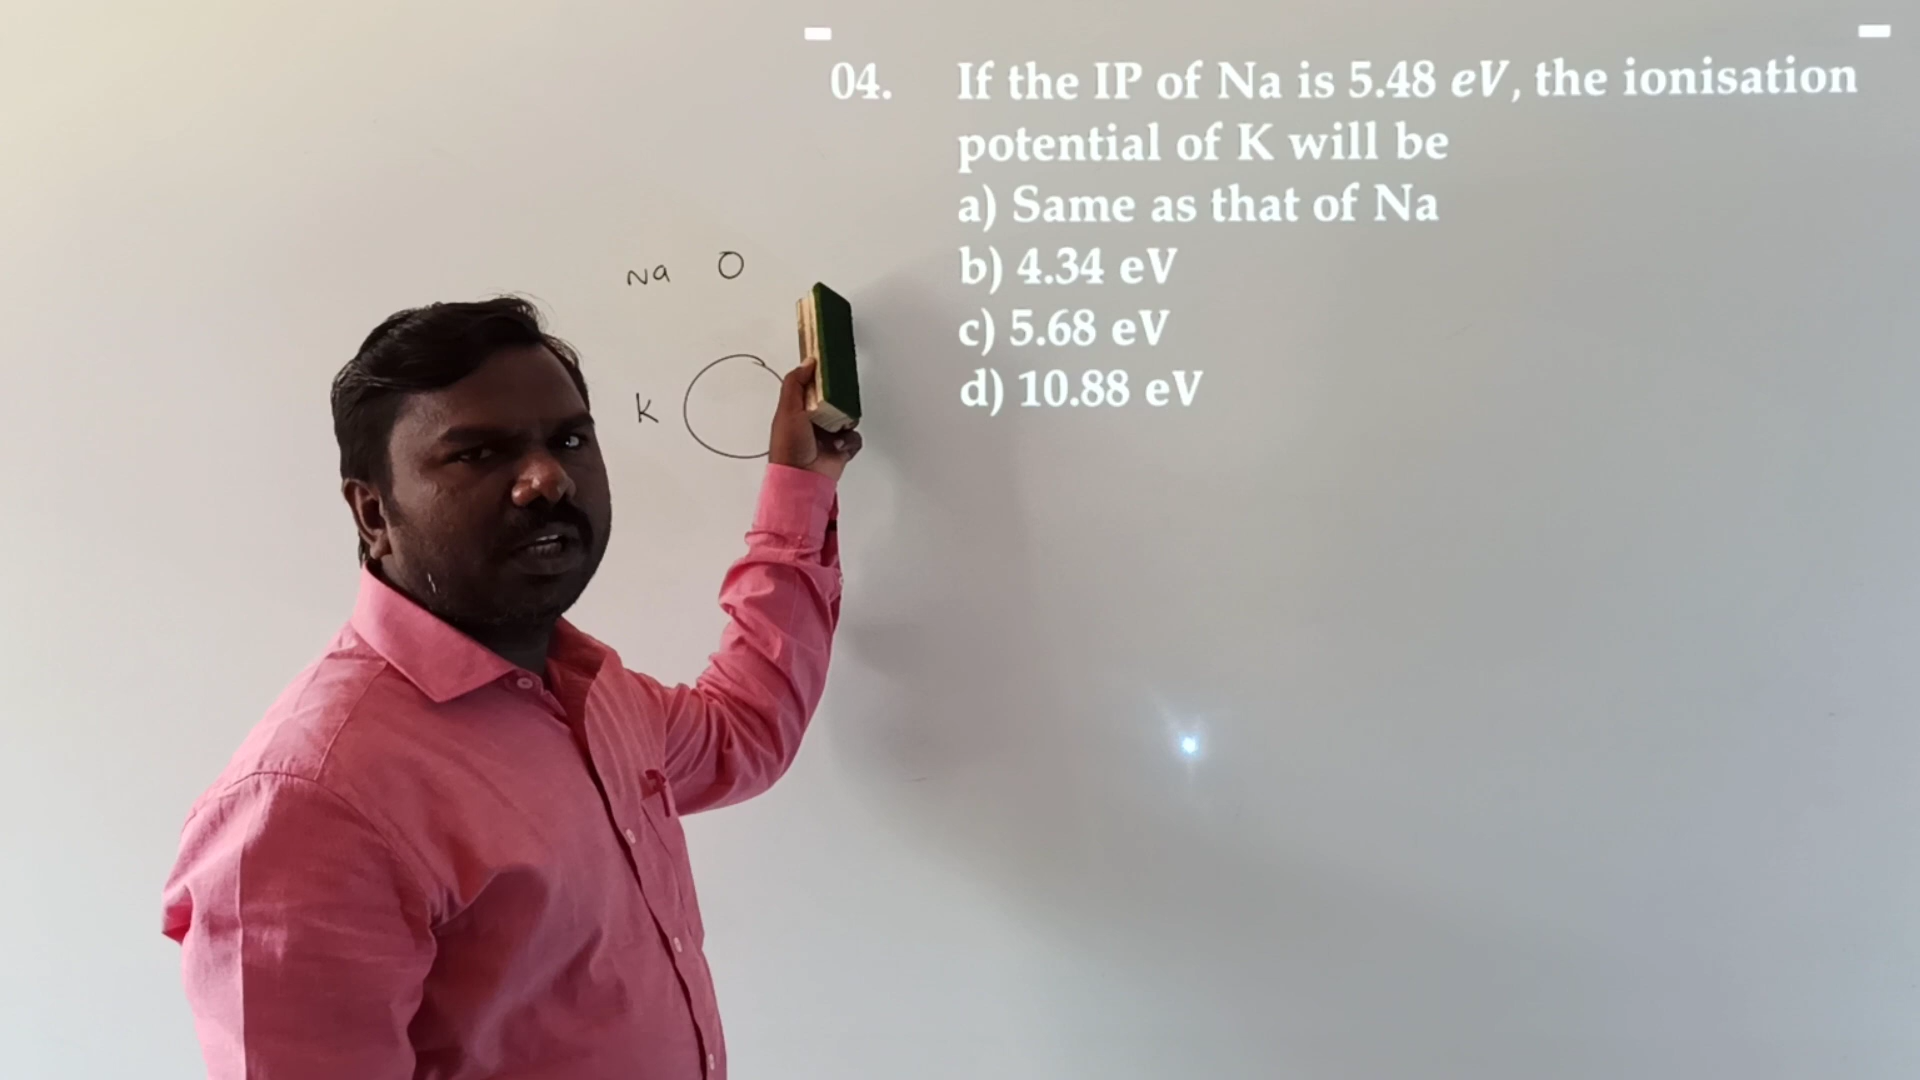 04. If the IP of Na is 5.48 eV, the ionisation
potential of K will be
a) Same as that of Na
b) 4.34 eV
c) 5.68 eV
d) 10.88 eV
Na
K